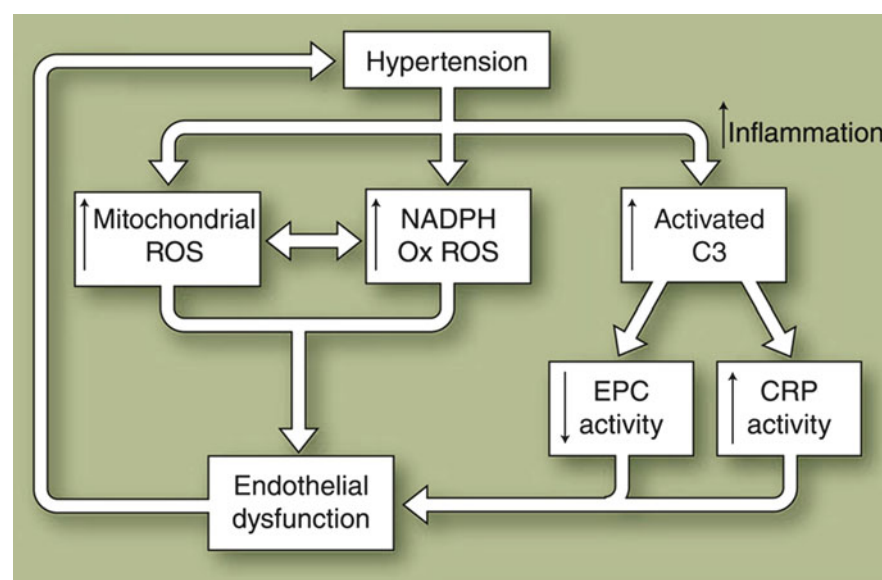 Hypertension
Inflammation
Mitochondrial
ROS
NADPH
Ox ROS
Activated
C3
EPC
activity
CRP
activity
Endothelial
dysfunction